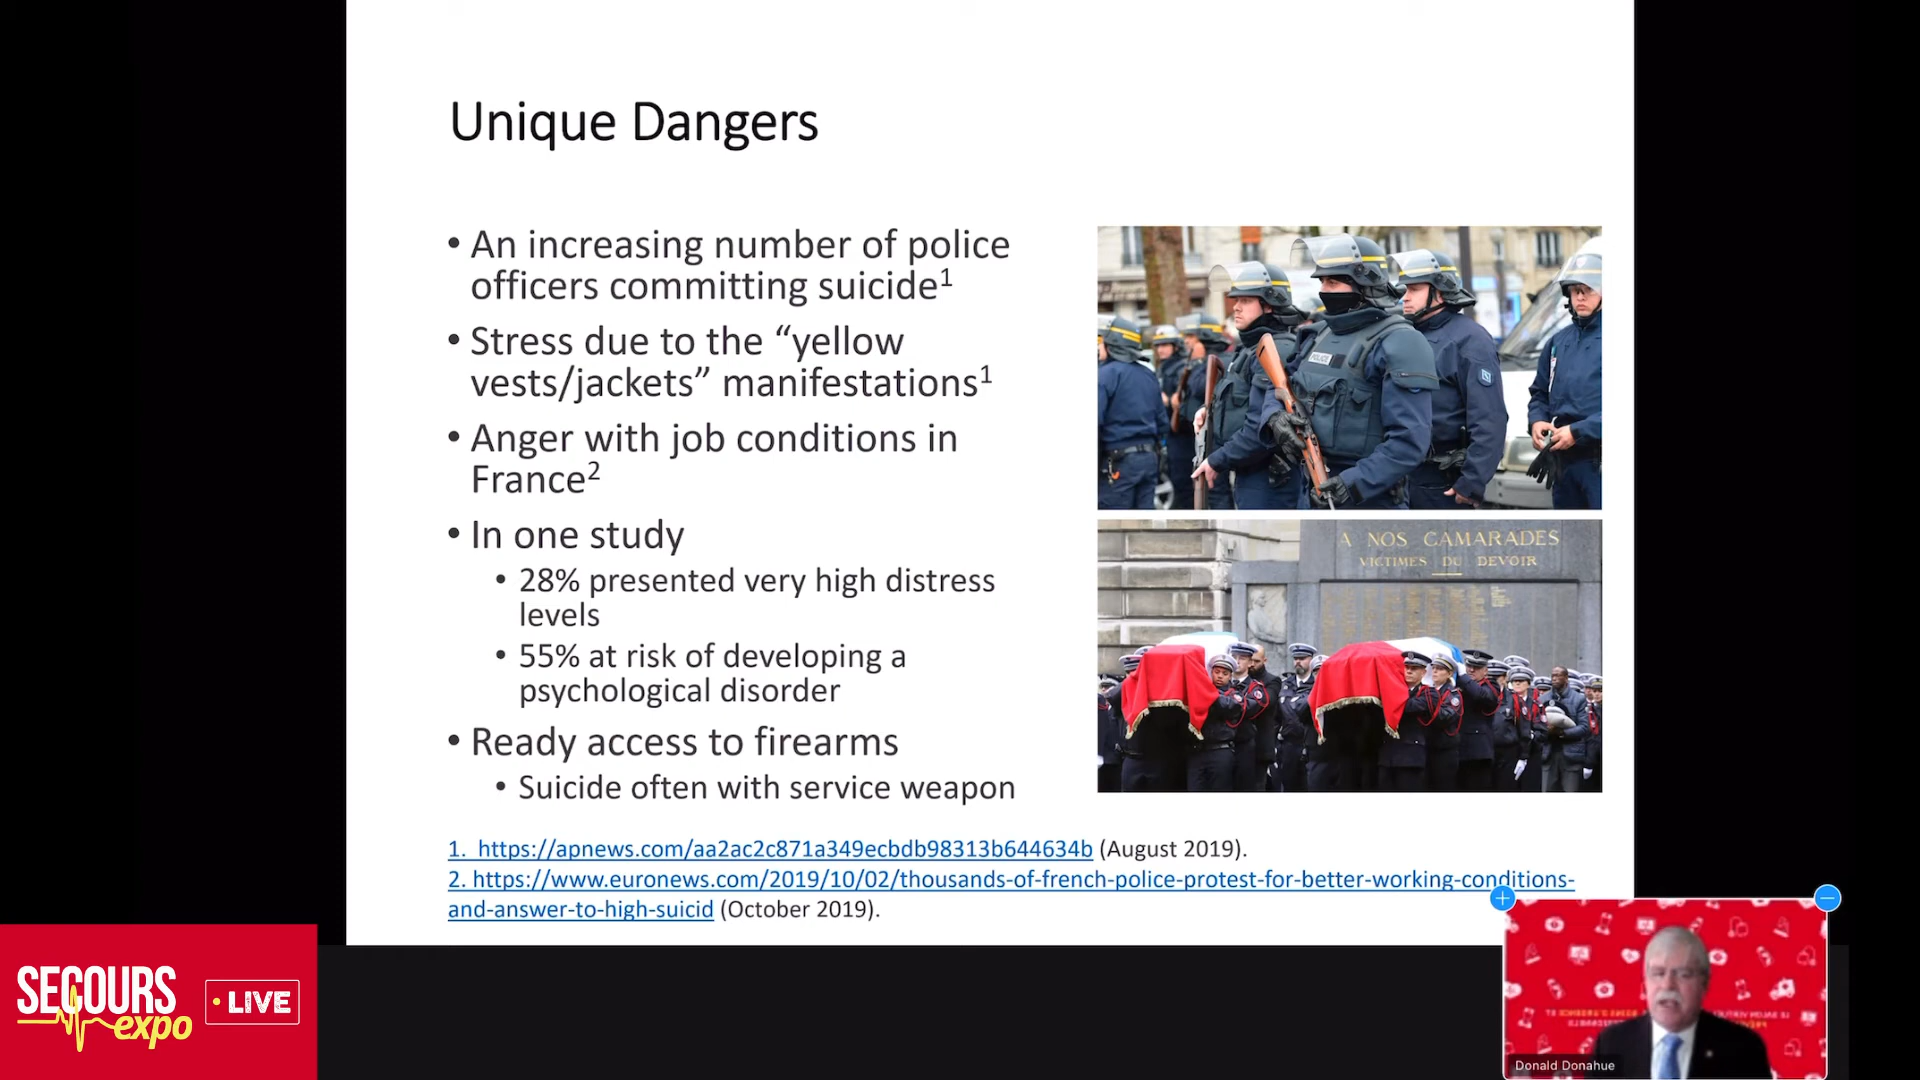 Unique Dangers
• An increasing number of police
officers committing suicide1
• Stress due to the “yellow
vests/jackets” manifestations1
• Anger with job conditions in
France2
• In one study
• 28% presented very high distress
levels
• 55% at risk of developing a
psychological disorder
• Ready access to firearms
• Suicide often with service weapon
POLICE
A NOS CAMARADES
VICTIMES DU DEVOIR
1. https://apnews.com/aa2ac2c871a349ecbdb98313b644634b (August 2019).
2. https://www.euronews.com/2019/10/02/thousands-of-french-police-protest-for-better-working-conditions-
and-answer-to-high-suicid (October 2019).
SECOURS
expo
• LIVE
Donald Donahue